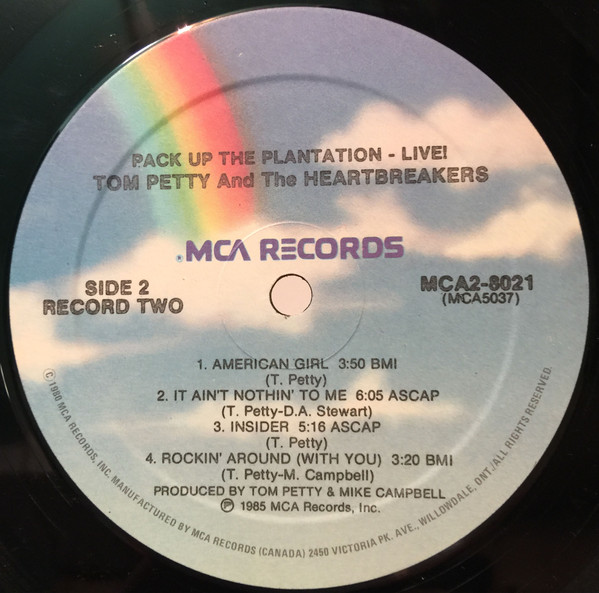 PACK UP THE PLANTATION - LIVE!
TOM PETTY And The HEARTBREAKERS
MCA RECORDS
SIDE 2
RECORD TWO
MCA2-8021
(MCA5037)
1. AMERICAN GIRL 3:50 BMI
(T. Petty)
2. IT AIN'T NOTHIN' TO ME 6:05 ASCAP
(T. Petty-D.A. Stewart)
3. INSIDER 5:16 ASCAP
(T. Petty)
4. ROCKIN' AROUND (WITH YOU) 3:20 BMI
(T. Petty-M. Campbell)
PRODUCED BY TOM PETTY & MIKE CAMPBELL
℗ 1985 MCA Records, Inc.
© 1980 MCA RECORDS, INC. MANUFACTURED BY MCA RECORDS (CANADA) 2450 VICTORIA PK. AVE., WILLOWDALE, ONT./ALL RIGHTS RESERVED.